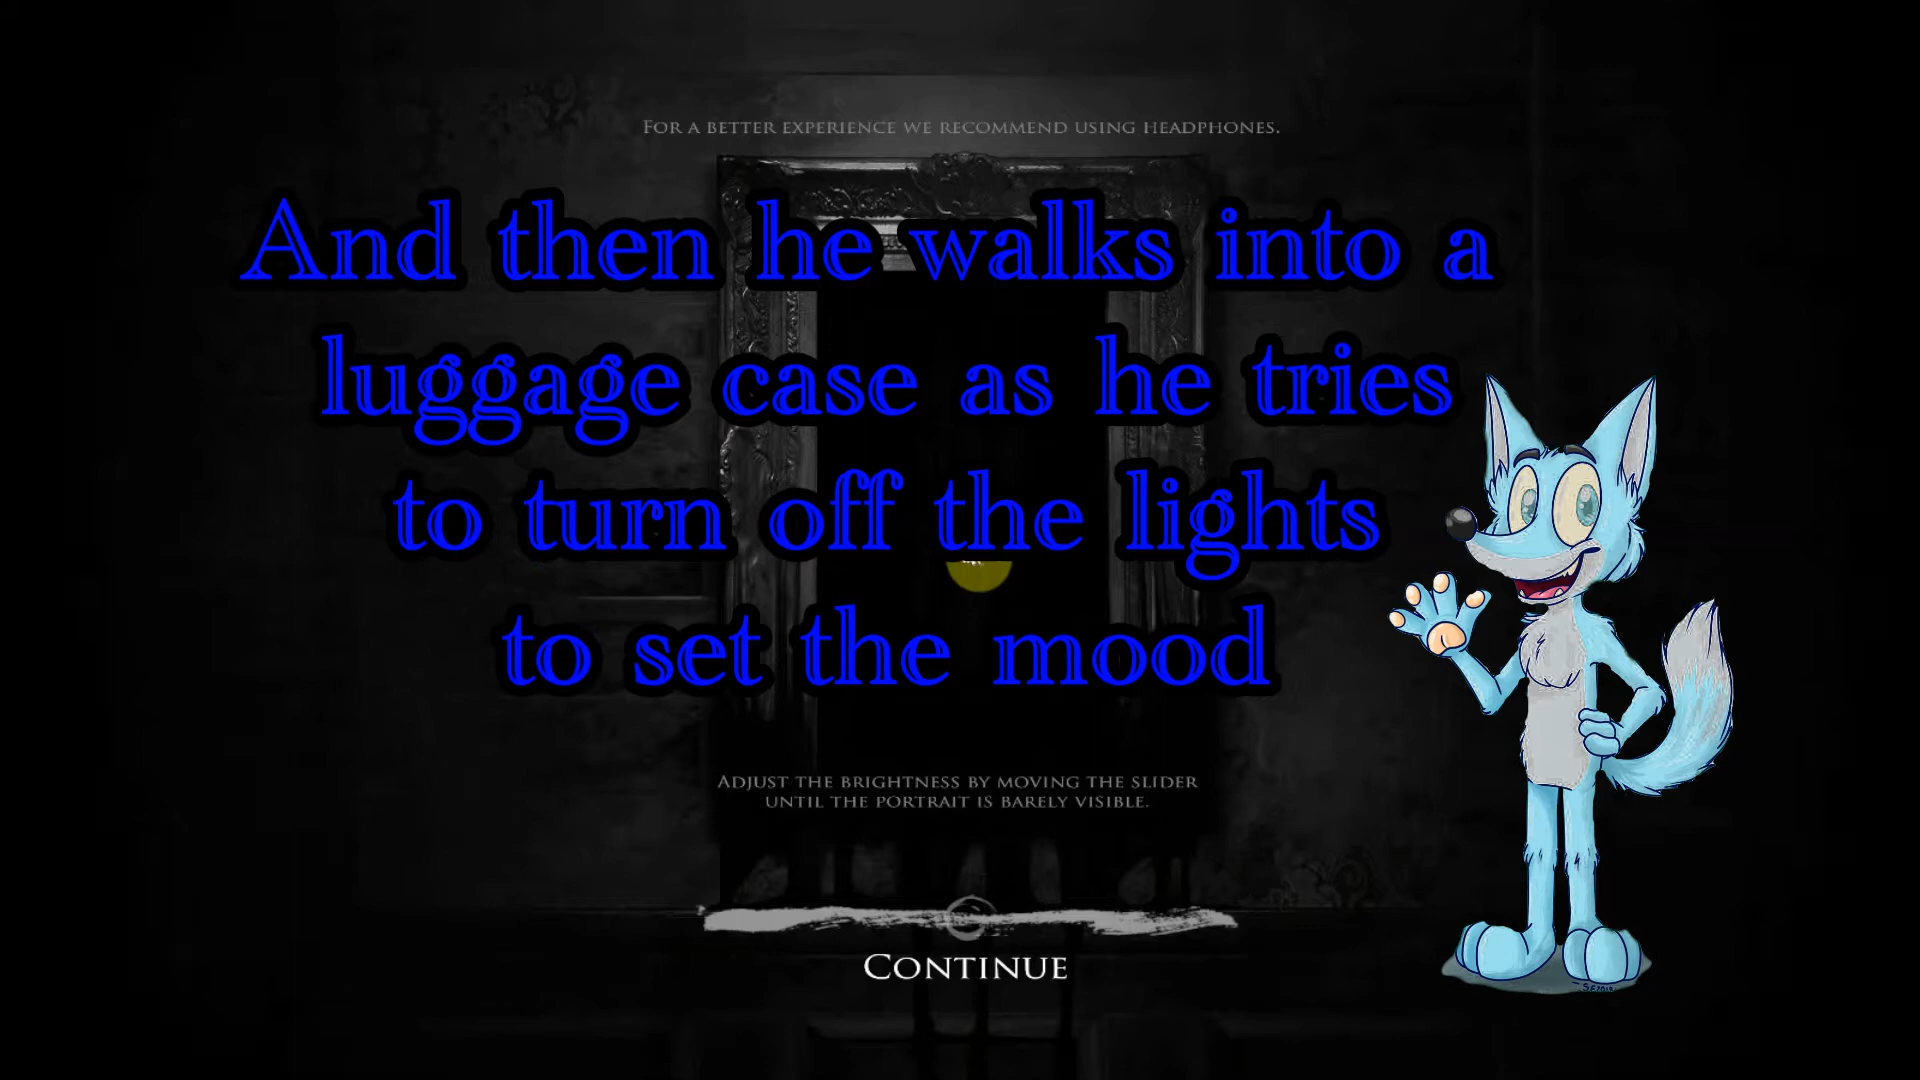 FOR A BETTER EXPERIENCE WE RECOMMEND USING HEADPHONES.
And then he walks into a
luggage case as he tries
to turn off the lights
to set the mood
ADJUST THE BRIGHTNESS BY MOVING THE SLIDER
UNTIL THE PORTRAIT IS BARELY VISIBLE.
CONTINUE